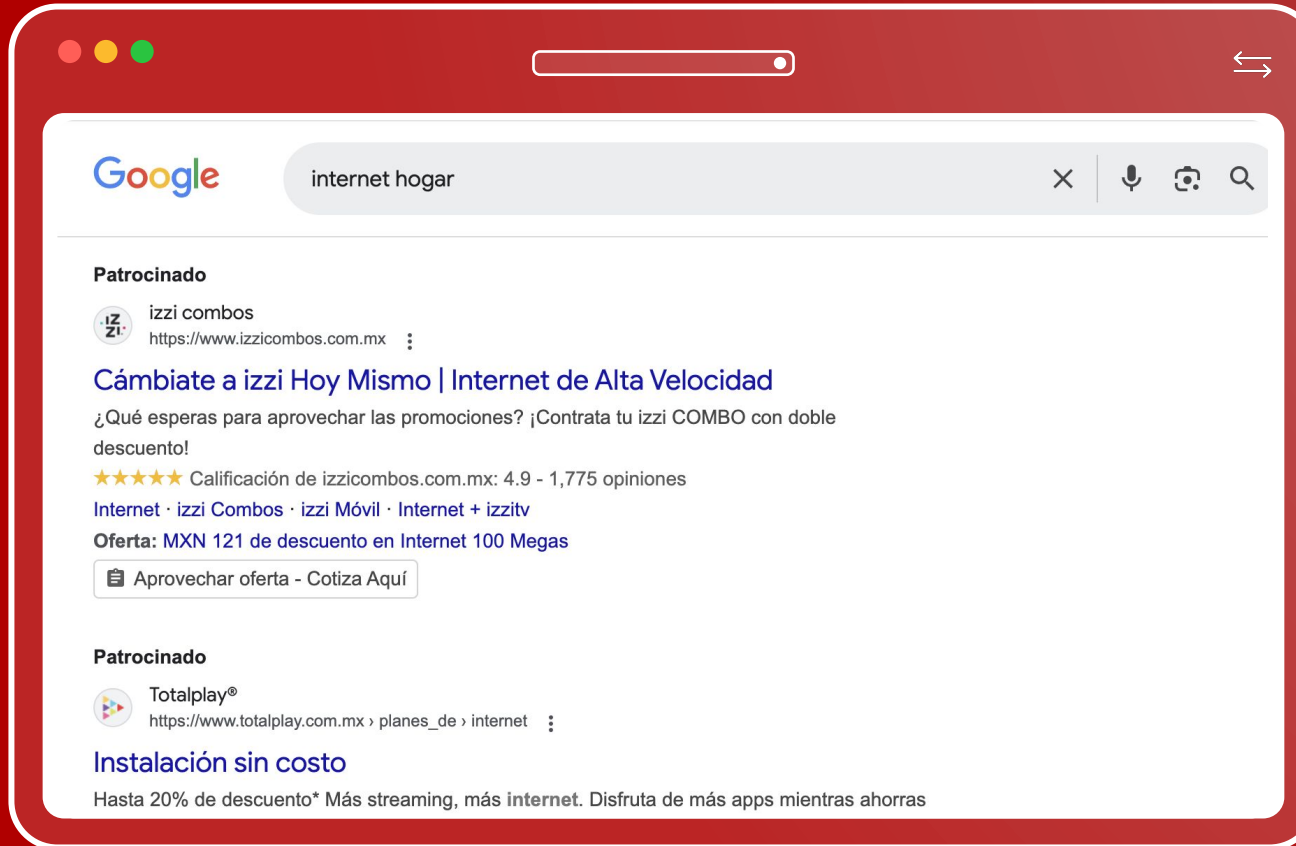 Google
internet hogar
Patrocinado
IZ
ZI
izzi combos
https://www.izzicombos.com.mx
Cámbiate a izzi Hoy Mismo | Internet de Alta Velocidad
¿Qué esperas para aprovechar las promociones? ¡Contrata tu izzi COMBO con doble
descuento!
★★★★★ Calificación de izzicombos.com.mx: 4.9 - 1,775 opiniones
Internet · izzi Combos · izzi Móvil · Internet + izzitv
Oferta: MXN 121 de descuento en Internet 100 Megas
Aprovechar oferta - Cotiza Aquí
Patrocinado
Totalplay®
https://www.totalplay.com.mx › planes_de › internet
Instalación sin costo
Hasta 20% de descuento* Más streaming, más internet. Disfruta de más apps mientras ahorras